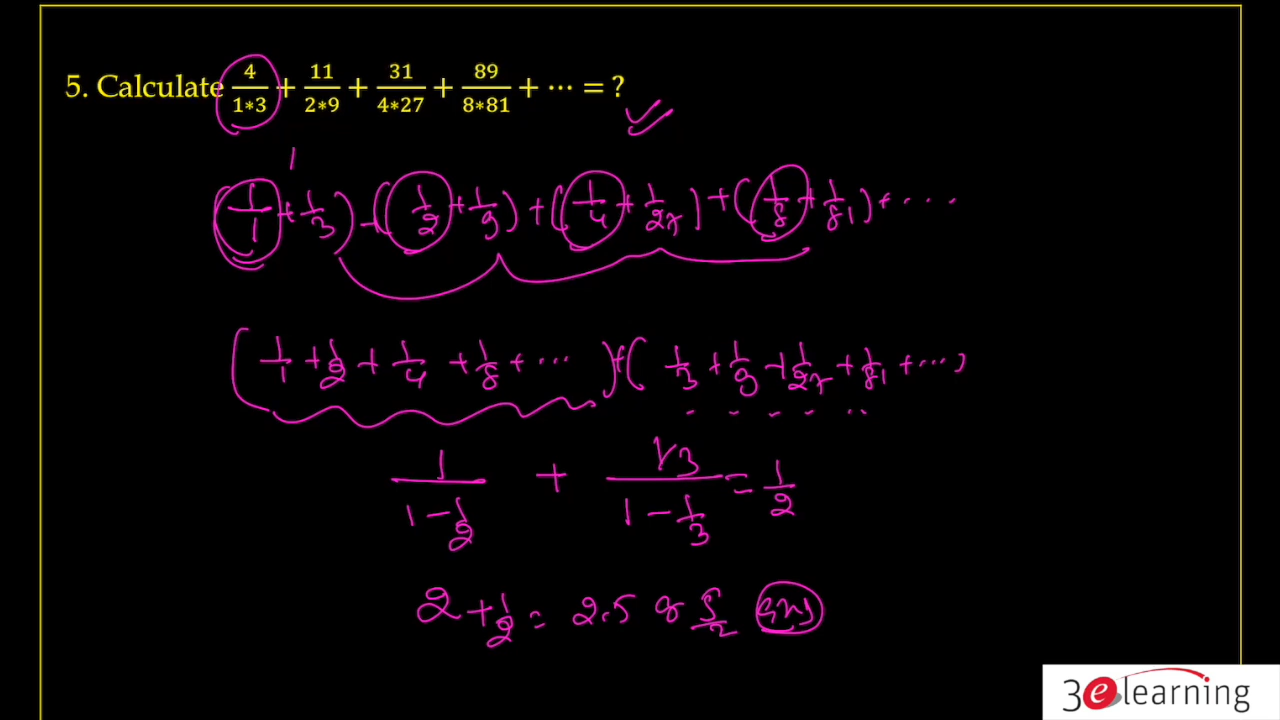 5. Calculate 4/(1*3) + 11/(2*9) + 31/(4*27) + 89/(8*81) + ⋯ = ?
(1/1 + 1/3) - (1/2 + 1/9) + (1/4 + 1/27) + (1/8 + 1/81) + ....
(1/1 + 1/2 + 1/4 + 1/8 + ...) + (1/3 + 1/9 + 1/27 + 1/81 + ...)
1/(1 - 1/2) + (1/3)/(1 - 1/3) = 1/2
2 + 1/2 = 2.5 or 5/2 ans
3elearning